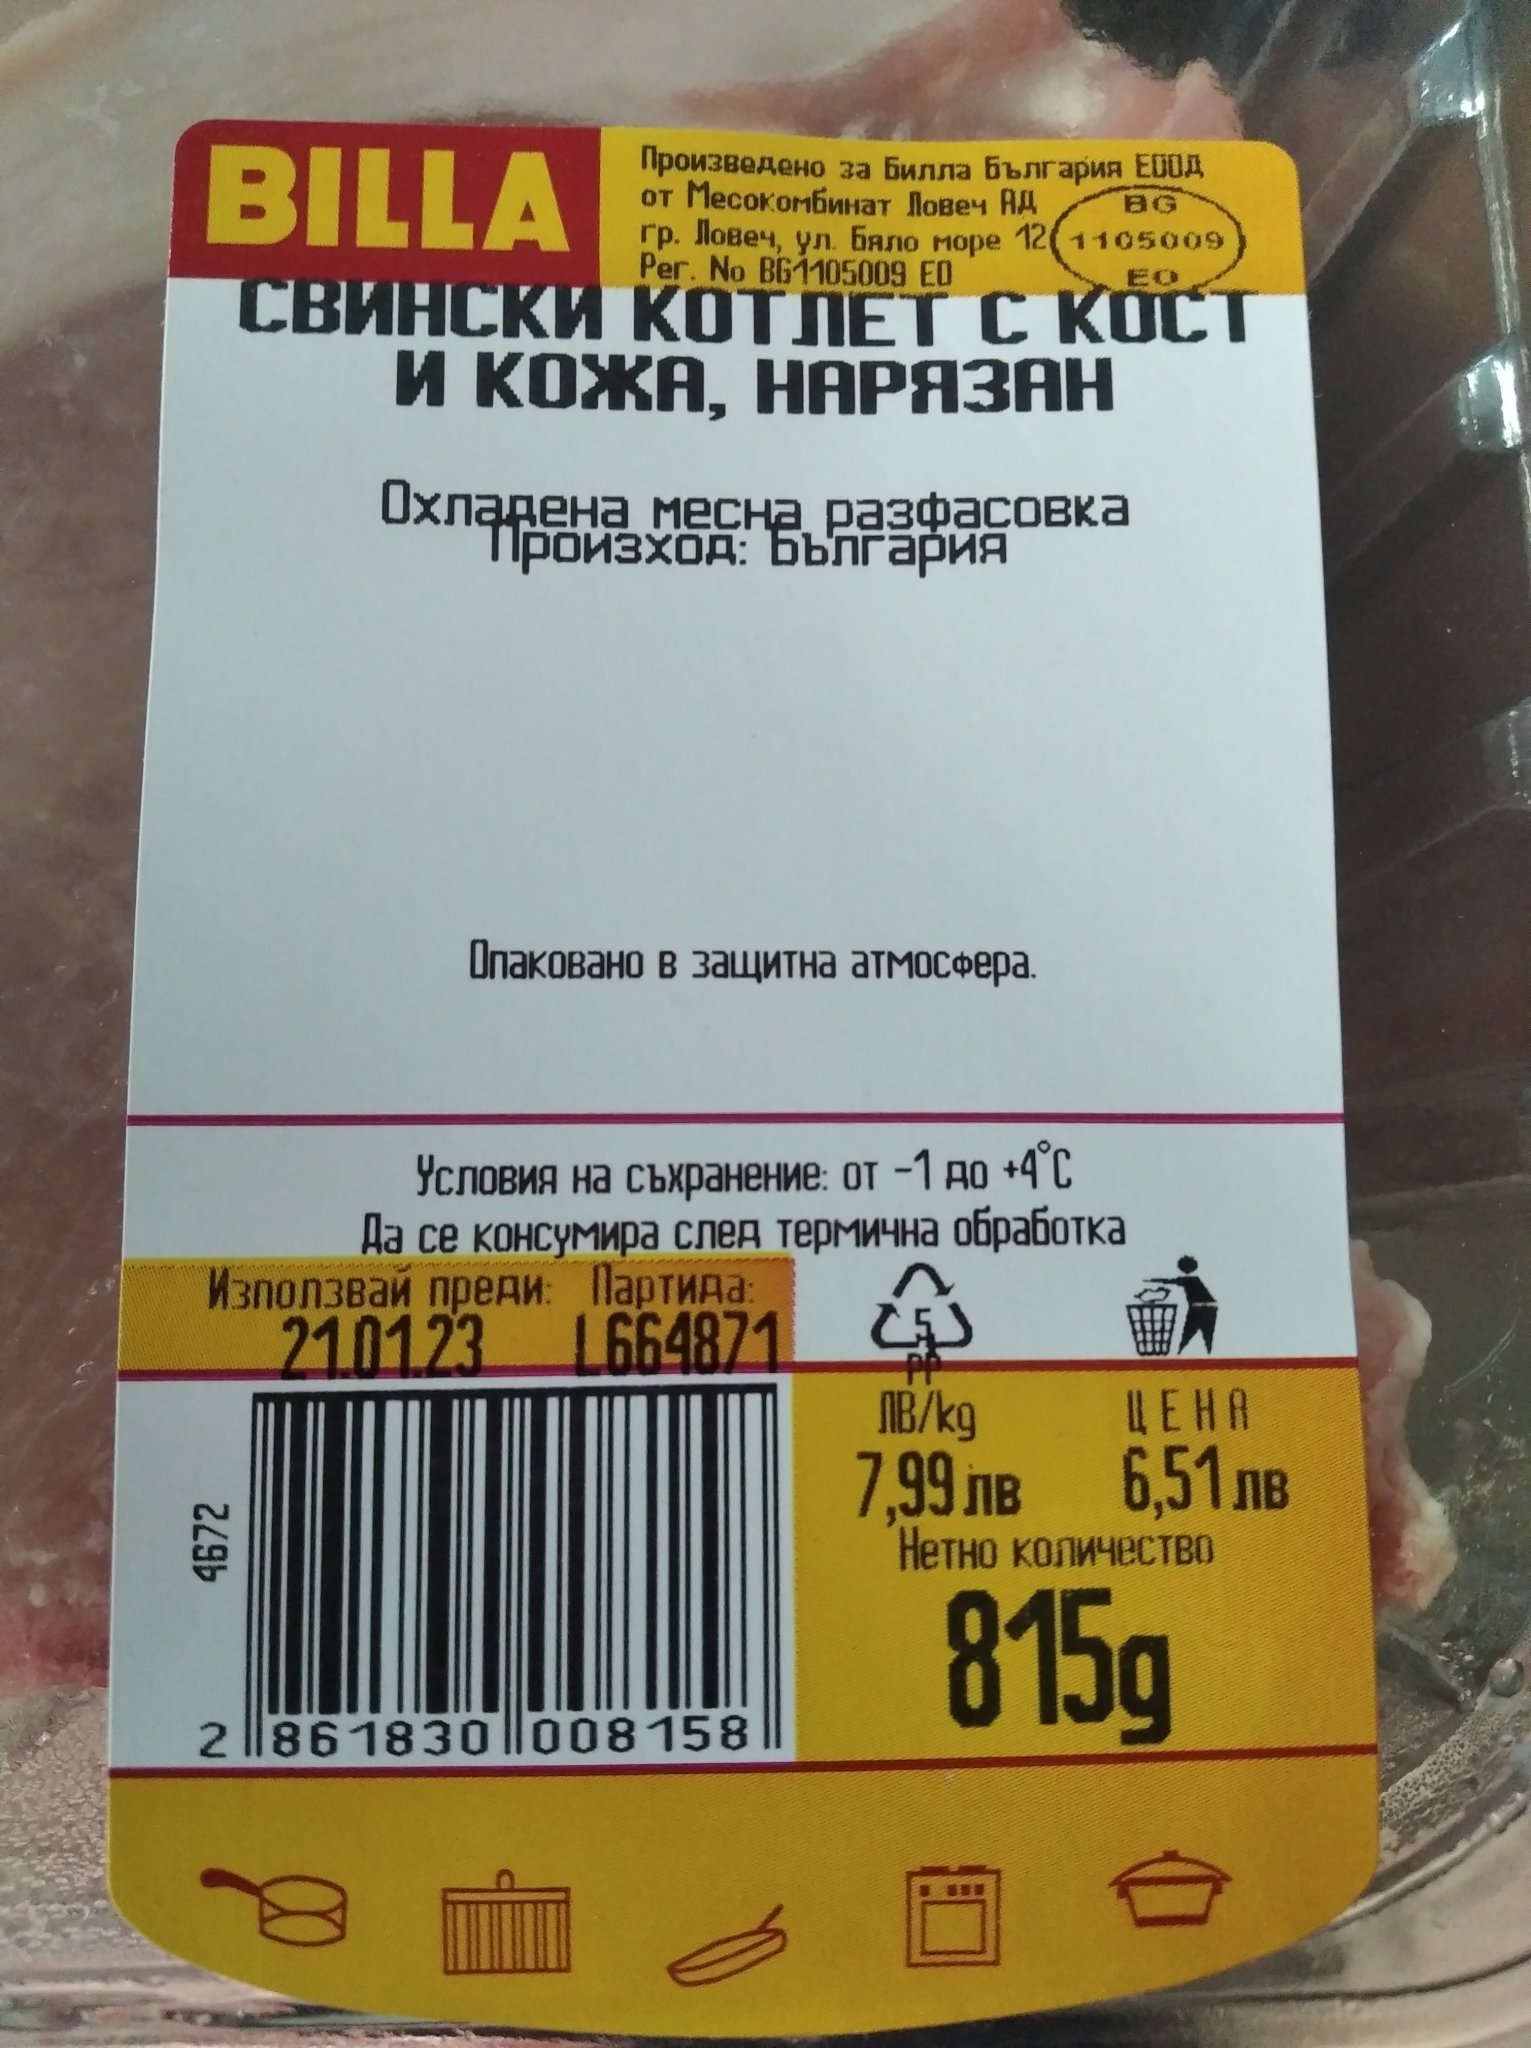 BILLA
Произведено за Билла България ЕООД
от Месокомбинат Ловеч АД
гр. Ловеч, ул. Бяло море 12
Рег. No BG1105009 ЕО
BG
1105009
EO
СВИНСКИ КОТЛЕТ С КОСТ
И КОЖА, НАРЯЗАН
Охладена месна разфасовка
Произход: България
Опаковано в защитна атмосфера.
Условия на съхранение: от -1 до +4°C
Да се консумира след термична обработка
Използвай преди: Партида:
21.01.23 L664871
5
PP
ЛВ/kg ЦЕНА
7,99 лв 6,51 лв
Нетно количество
815g
4672
2 861830 008158